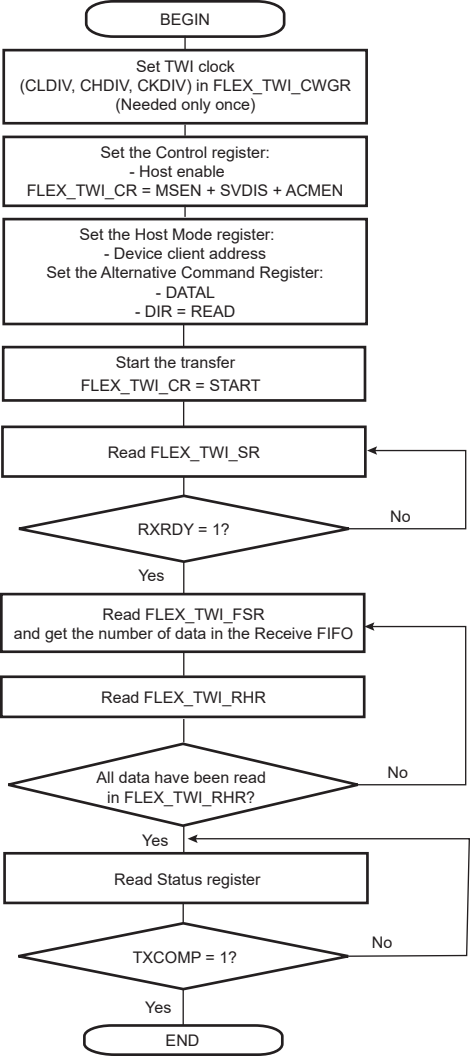 BEGIN
Set TWI clock
(CLDIV, CHDIV, CKDIV) in FLEX_TWI_CWGR
(Needed only once)
Set the Control register:
- Host enable
FLEX_TWI_CR = MSEN + SVDIS + ACMEN
Set the Host Mode register:
- Device client address
Set the Alternative Command Register:
- DATAL
- DIR = READ
Start the transfer
FLEX_TWI_CR = START
Read FLEX_TWI_SR
No
RXRDY = 1?
Yes
Read FLEX_TWI_FSR
and get the number of data in the Receive FIFO
Read FLEX_TWI_RHR
No
All data have been read
in FLEX_TWI_RHR?
Yes
Read Status register
No
TXCOMP = 1?
Yes
END